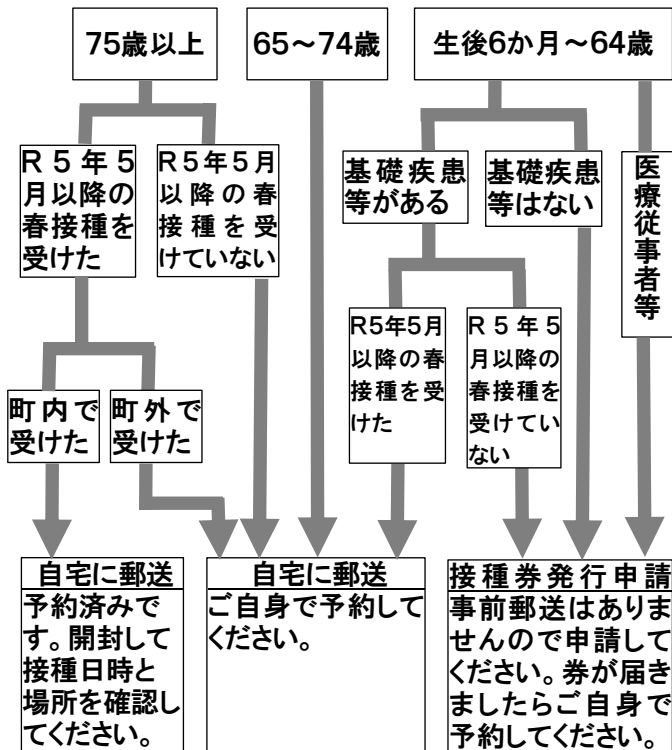 75歳以上
65～74歳
生後6か月～64歳
R5年5
月以降の
春接種を
受けた
R5年5月
以降の春
接種を受
けていない
基礎疾患
等がある
基礎疾患
等はない
医療従事者等
R5年5月
以降の春
接種を受
けた
R5年5
月以降の
春接種を
受けてい
ない
町内で
受けた
町外で
受けた
自宅に郵送
予約済みで
す。開封して
接種日時と
場所を確認し
てください。
自宅に郵送
ご自身で予約して
ください。
接種券発行申請
事前郵送はありま
せんので申請して
ください。券が届き
ましたらご自身で
予約してください。